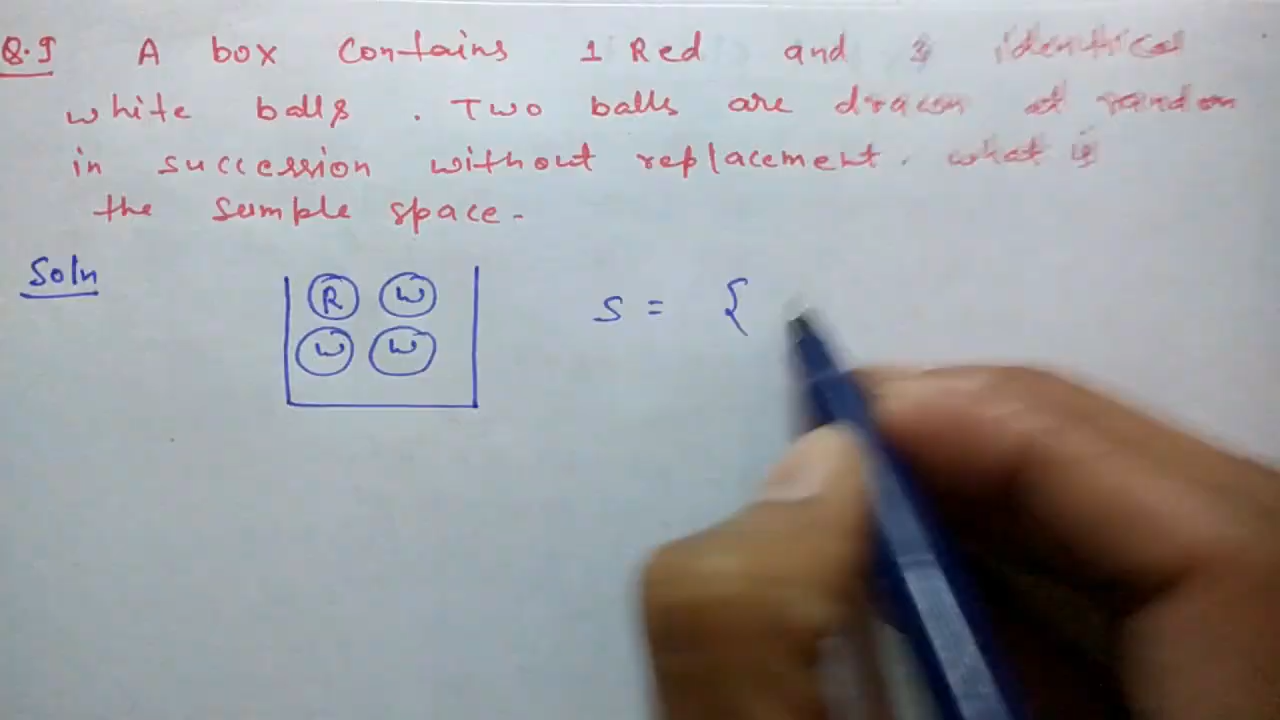 Q.9 A box contains 1 Red and 3 identical
white balls. Two balls are drawn at random
in succession without replacement. what is
the sample space.
Soln
R W
W W
S = {